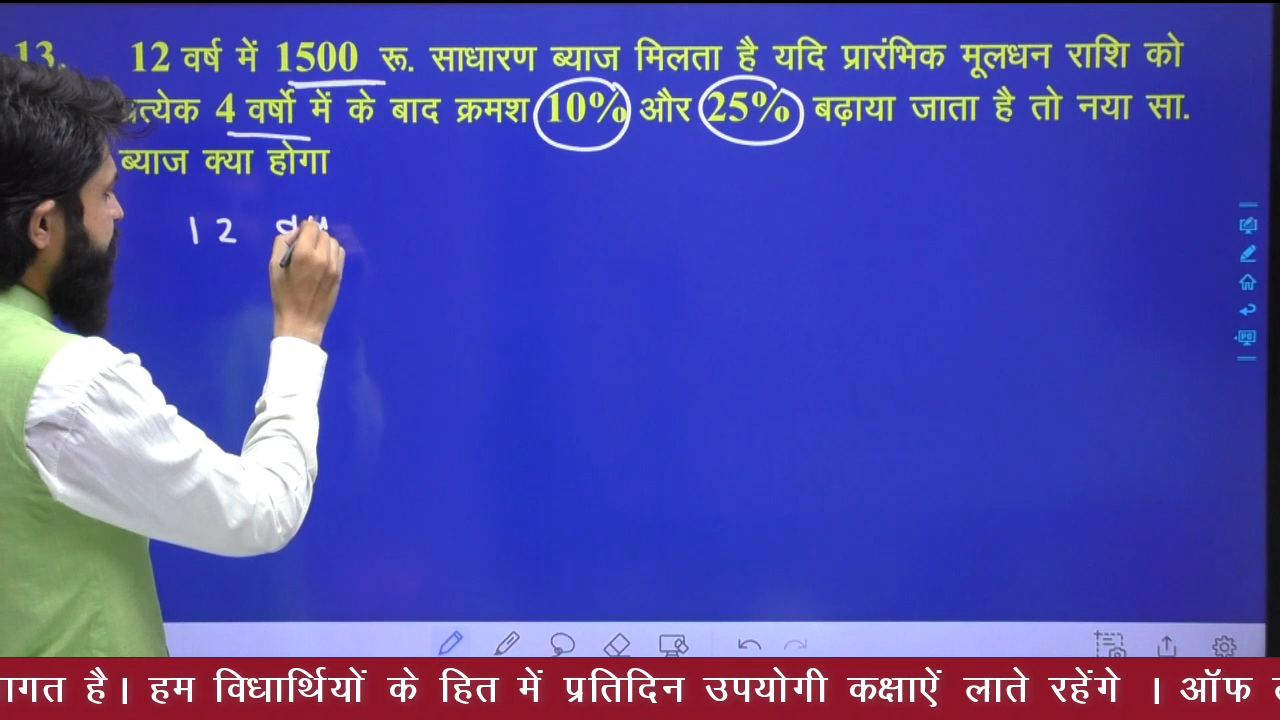 13. 12 वर्ष में 1500 रू. साधारण ब्याज मिलता है यदि प्रारंभिक मूलधन राशि को
प्रत्येक 4 वर्षो में के बाद क्रमश 10% और 25% बढ़ाया जाता है तो नया सा.
ब्याज क्या होगा
12
PG
ागत है। हम विधार्थियों के हित में प्रतिदिन उपयोगी कक्षाऐं लाते रहेंगे । ऑफ